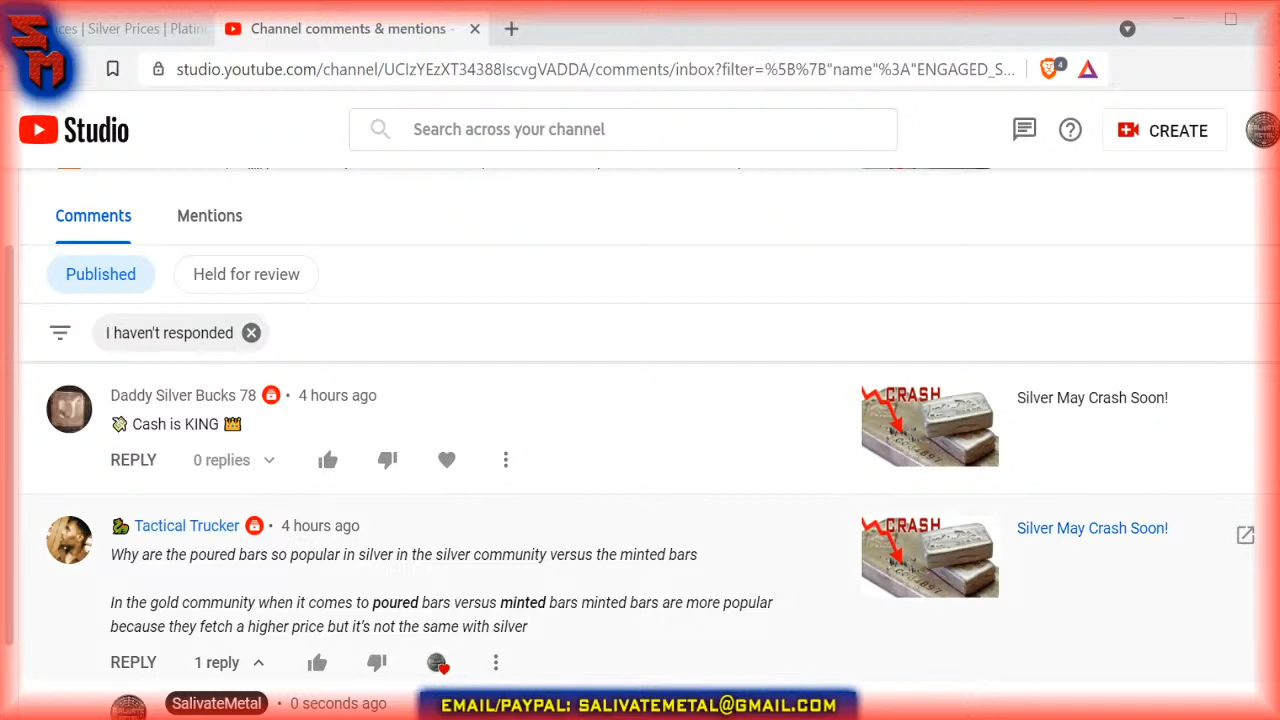 SM
ices | Silver Prices | Platin
Channel comments & mentions -
studio.youtube.com/channel/UCIzYEzXT34388IscvgVADDA/comments/inbox?filter=%5B%7B"name"%3A"ENGAGED_S...
4
Studio
Search across your channel
CREATE
Comments
Mentions
Published
Held for review
I haven't responded
Daddy Silver Bucks 78 • 4 hours ago
Cash is KING
REPLY
0 replies
CRASH
Silver May Crash Soon!
Tactical Trucker • 4 hours ago
Why are the poured bars so popular in silver in the silver community versus the minted bars
In the gold community when it comes to poured bars versus minted bars minted bars are more popular
because they fetch a higher price but it's not the same with silver
REPLY
1 reply
CRASH
Silver May Crash Soon!
SalivateMetal • 0 seconds ago
EMAIL/PAYPAL: SALIVATEMETAL@GMAIL.COM